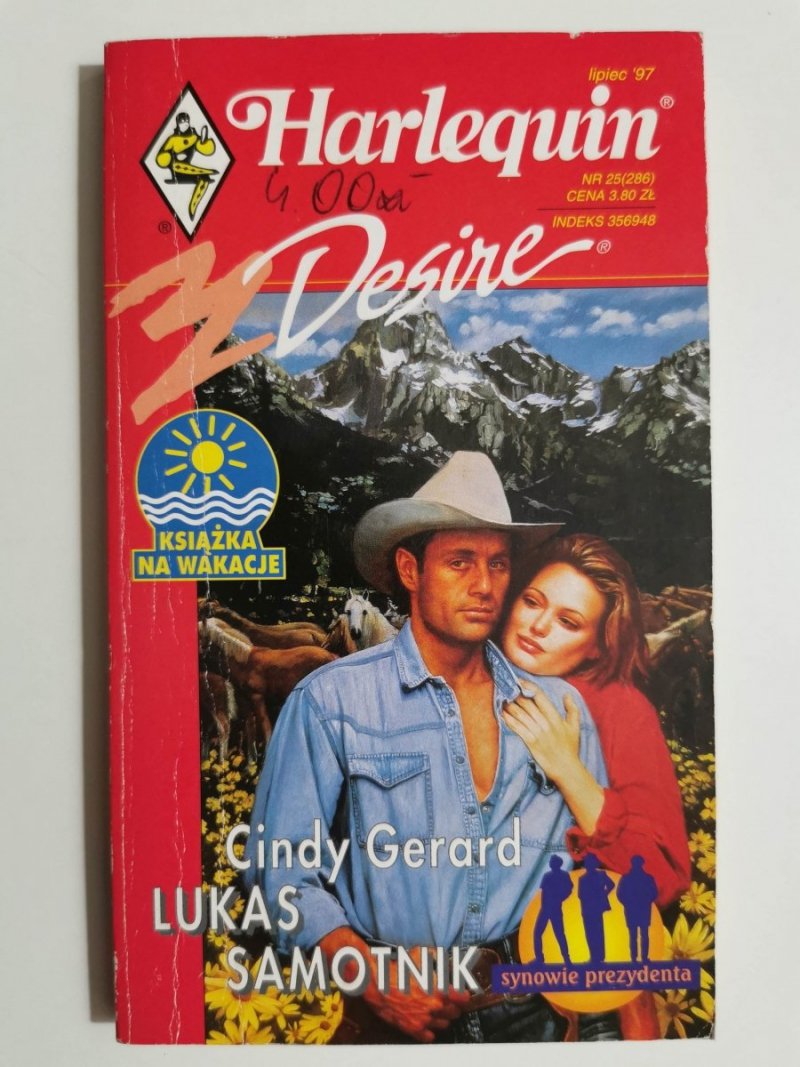 lipiec '97
Harlequin®
NR 25(286)
CENA 3.80 ZŁ
INDEKS 356948
®
4.00zł
Desire®
KSIĄŻKA
NA WAKACJE
Cindy Gerard
LUKAS
SAMOTNIK
synowie prezydenta